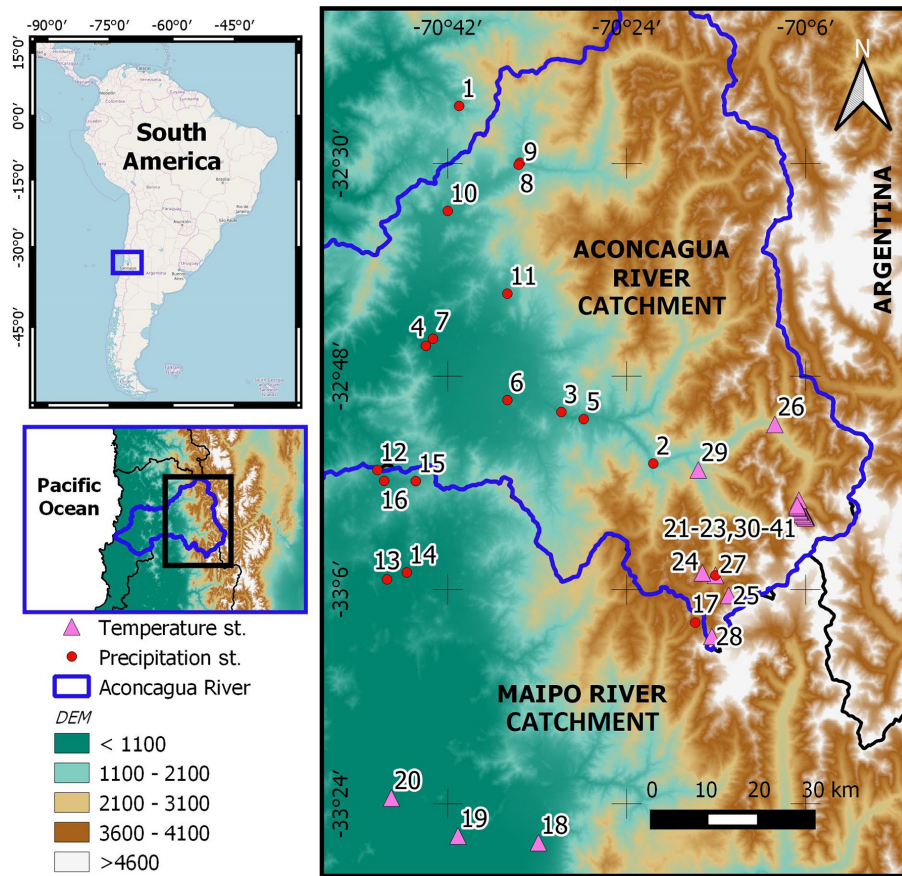 -75°0′ -60°0′ -45°0′
15°0′
0°0′
-15°0′
-30°0′
-45°0′
South
America
Pacific
Ocean
Temperature st.
Precipitation st.
Aconcagua River
DEM
< 1100
1100 - 2100
2100 - 3100
3600 - 4100
>4600
-70°42′ -70°24′ -70°6′
N
-32°30′
-32°48′
-33°6′
-33°24′
1
9
8
10
ACONCAGUA
RIVER
CATCHMENT
ARGENTINA
11
7
4
6
3
5
26
2
29
12
15
16
21-23,30-41
14
13
24
27
25
17
28
MAIPO RIVER
CATCHMENT
20
19
18
0 10 20 30 km